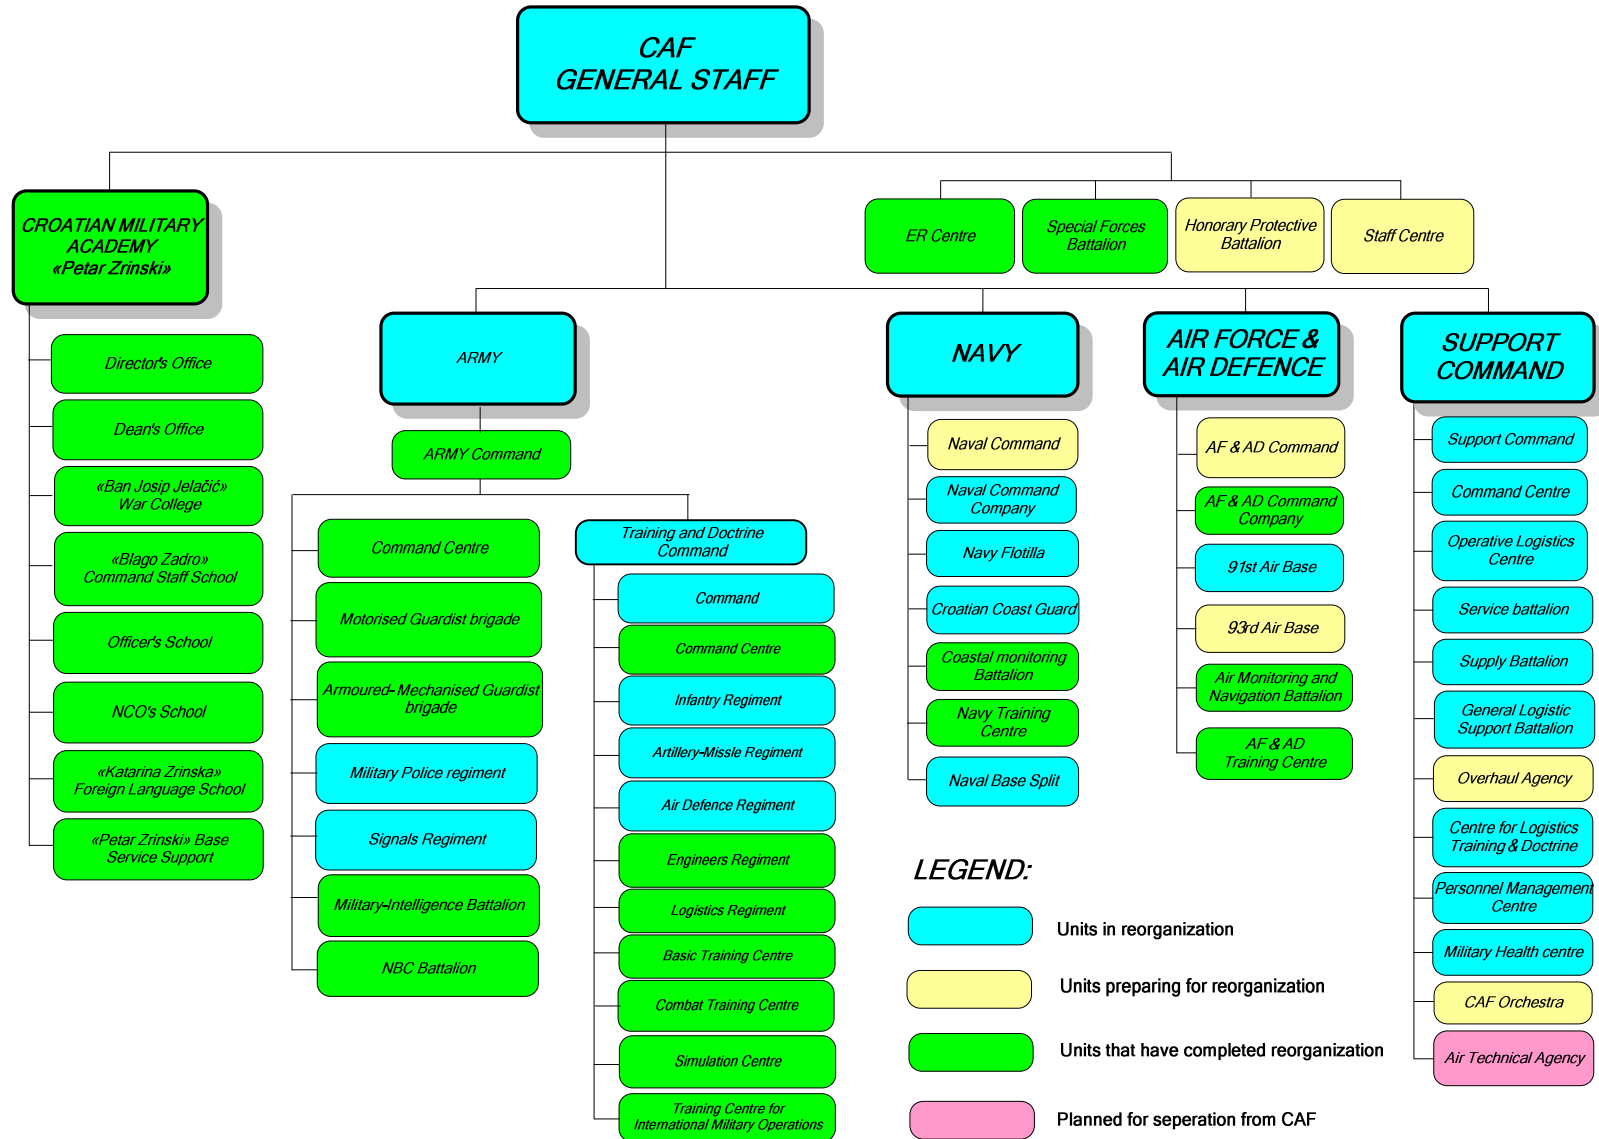 CAF
GENERAL STAFF
CROATIAN MILITARY
ACADEMY
«Petar Zrinski»
ER Centre
Special Forces
Battalion
Honorary Protective
Battalion
Staff Centre
Director's Office
Dean's Office
«Ban Josip Jelačić»
War College
«Blago Zadro»
Command Staff School
Officer's School
NCO's School
«Katarina Zrinska»
Foreign Language School
«Petar Zrinski» Base
Service Support
ARMY
ARMY Command
Command Centre
Motorised Guardist brigade
Armoured-Mechanised Guardist
brigade
Military Police regiment
Signals Regiment
Military-Intelligence Battalion
NBC Battalion
Training and Doctrine
Command
Command
Command Centre
Infantry Regiment
Artillery-Missle Regiment
Air Defence Regiment
Engineers Regiment
Logistics Regiment
Basic Training Centre
Combat Training Centre
Simulation Centre
Training Centre for
International Military Operations
NAVY
Naval Command
Naval Command
Company
Navy Flotilla
Croatian Coast Guard
Coastal monitoring
Battalion
Navy Training
Centre
Naval Base Split
AIR FORCE &
AIR DEFENCE
AF & AD Command
AF & AD Command
Company
91st Air Base
93rd Air Base
Air Monitoring and
Navigation Battalion
AF & AD
Training Centre
SUPPORT
COMMAND
Support Command
Command Centre
Operative Logistics
Centre
Service battalion
Supply Battalion
General Logistic
Support Battalion
Overhaul Agency
Centre for Logistics
Training & Doctrine
Personnel Management
Centre
Military Health centre
CAF Orchestra
Air Technical Agency
LEGEND:
Units in reorganization
Units preparing for reorganization
Units that have completed reorganization
Planned for seperation from CAF